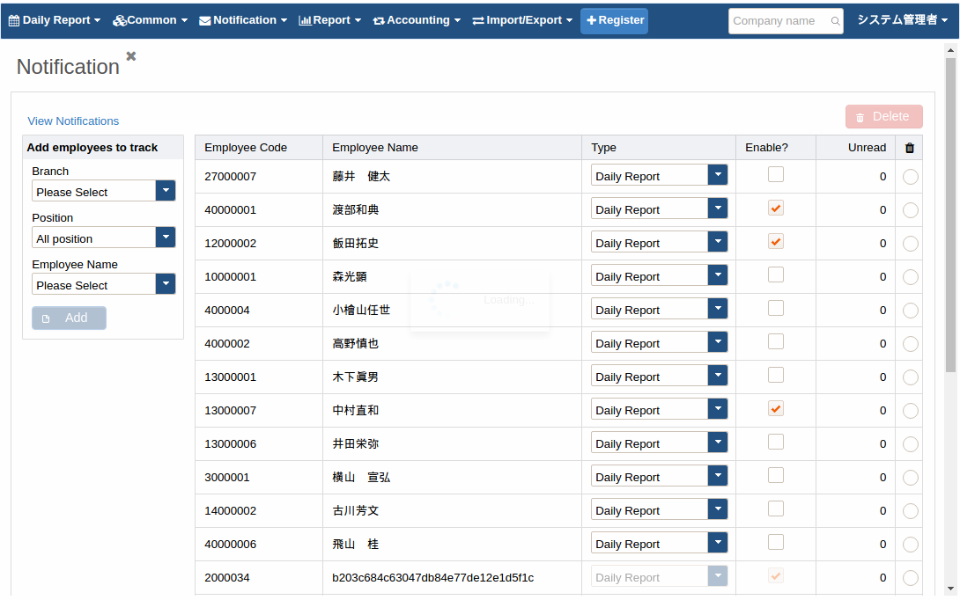 Daily Report Common Notification Report Accounting Import/Export Register Company name システム管理者
Notification
View Notifications
Delete
Add employees to track
Branch
Please Select
Position
All position
Employee Name
Please Select
Add
Employee Code Employee Name Type Enable? Unread
27000007 藤井　健太 Daily Report 0
40000001 渡部和典 Daily Report 0
12000002 飯田拓史 Daily Report 0
10000001 森光顕 Daily Report 0
4000004 小檜山任世 Daily Report 0
4000002 高野慎也 Daily Report 0
13000001 木下眞男 Daily Report 0
13000007 中村直和 Daily Report 0
13000006 井田栄弥 Daily Report 0
3000001 横山　宣弘 Daily Report 0
14000002 古川芳文 Daily Report 0
40000006 飛山　桂 Daily Report 0
2000034 b203c684c63047db84e77de12e1d5f1c Daily Report 0
Loading...